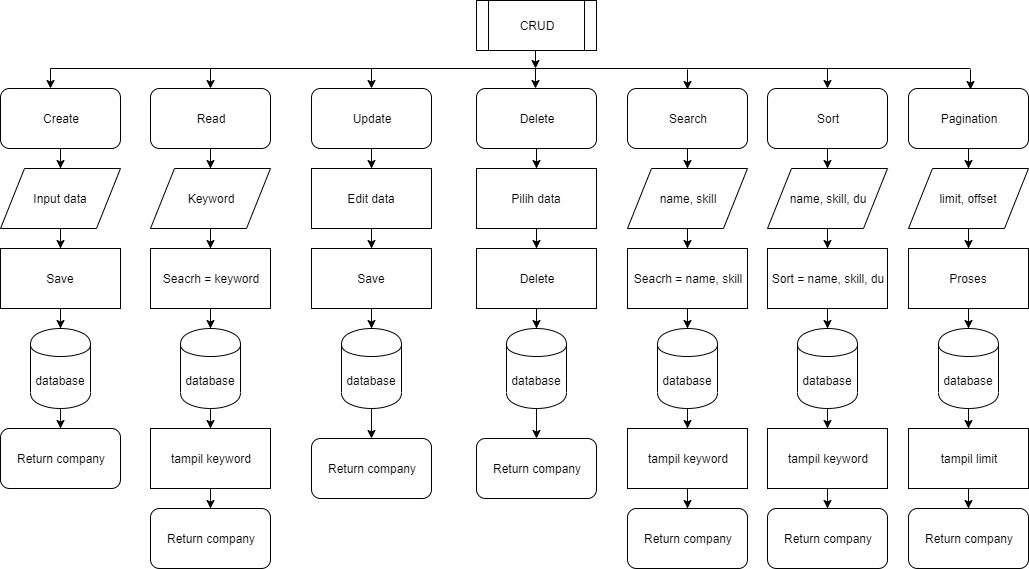 CRUD
Create
Read
Update
Delete
Search
Sort
Pagination
Input data
Keyword
Edit data
Pilih data
name, skill
name, skill, du
limit, offset
Save
Seacrh = keyword
Save
Delete
Seacrh = name, skill
Sort = name, skill, du
Proses
database
database
database
database
database
database
database
Return company
tampil keyword
Return company
Return company
tampil keyword
tampil keyword
tampil limit
Return company
Return company
Return company
Return company